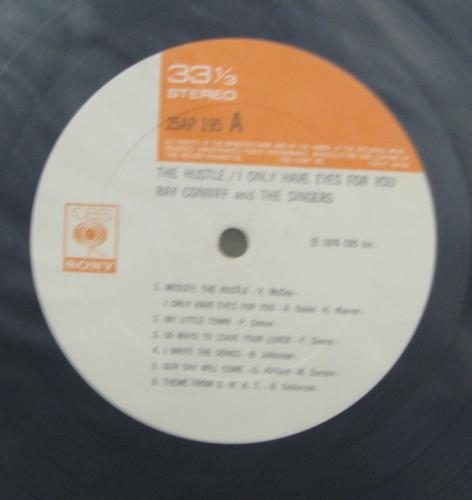 33 1/3
STEREO
25AP 195 A
THE HUSTLE/I ONLY HAVE EYES FOR YOU
RAY CONNIFF and THE SINGERS
CBS
SONY
℗ 1976 CBS Inc.
1. MEDLEY: THE HUSTLE -V. McCoy-
I ONLY HAVE EYES FOR YOU -A. Dubin-H. Warren-
2. MY LITTLE TOWN -P. Simon-
3. 50 WAYS TO LEAVE YOUR LOVER -P. Simon-
4. I WRITE THE SONGS -B. Johnston-
5. OUR DAY WILL COME -B. Hilliard-M. Garson-
6. THEME FROM S. W. A. T. -B. DeVorzon-